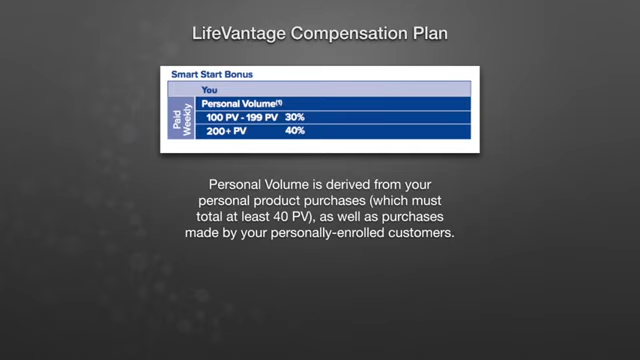 LifeVantage Compensation Plan
Smart Start Bonus
You
Paid Weekly
Personal Volume(1)
100 PV - 199 PV 30%
200+ PV 40%
Personal Volume is derived from your
personal product purchases (which must
total at least 40 PV), as well as purchases
made by your personally-enrolled customers.